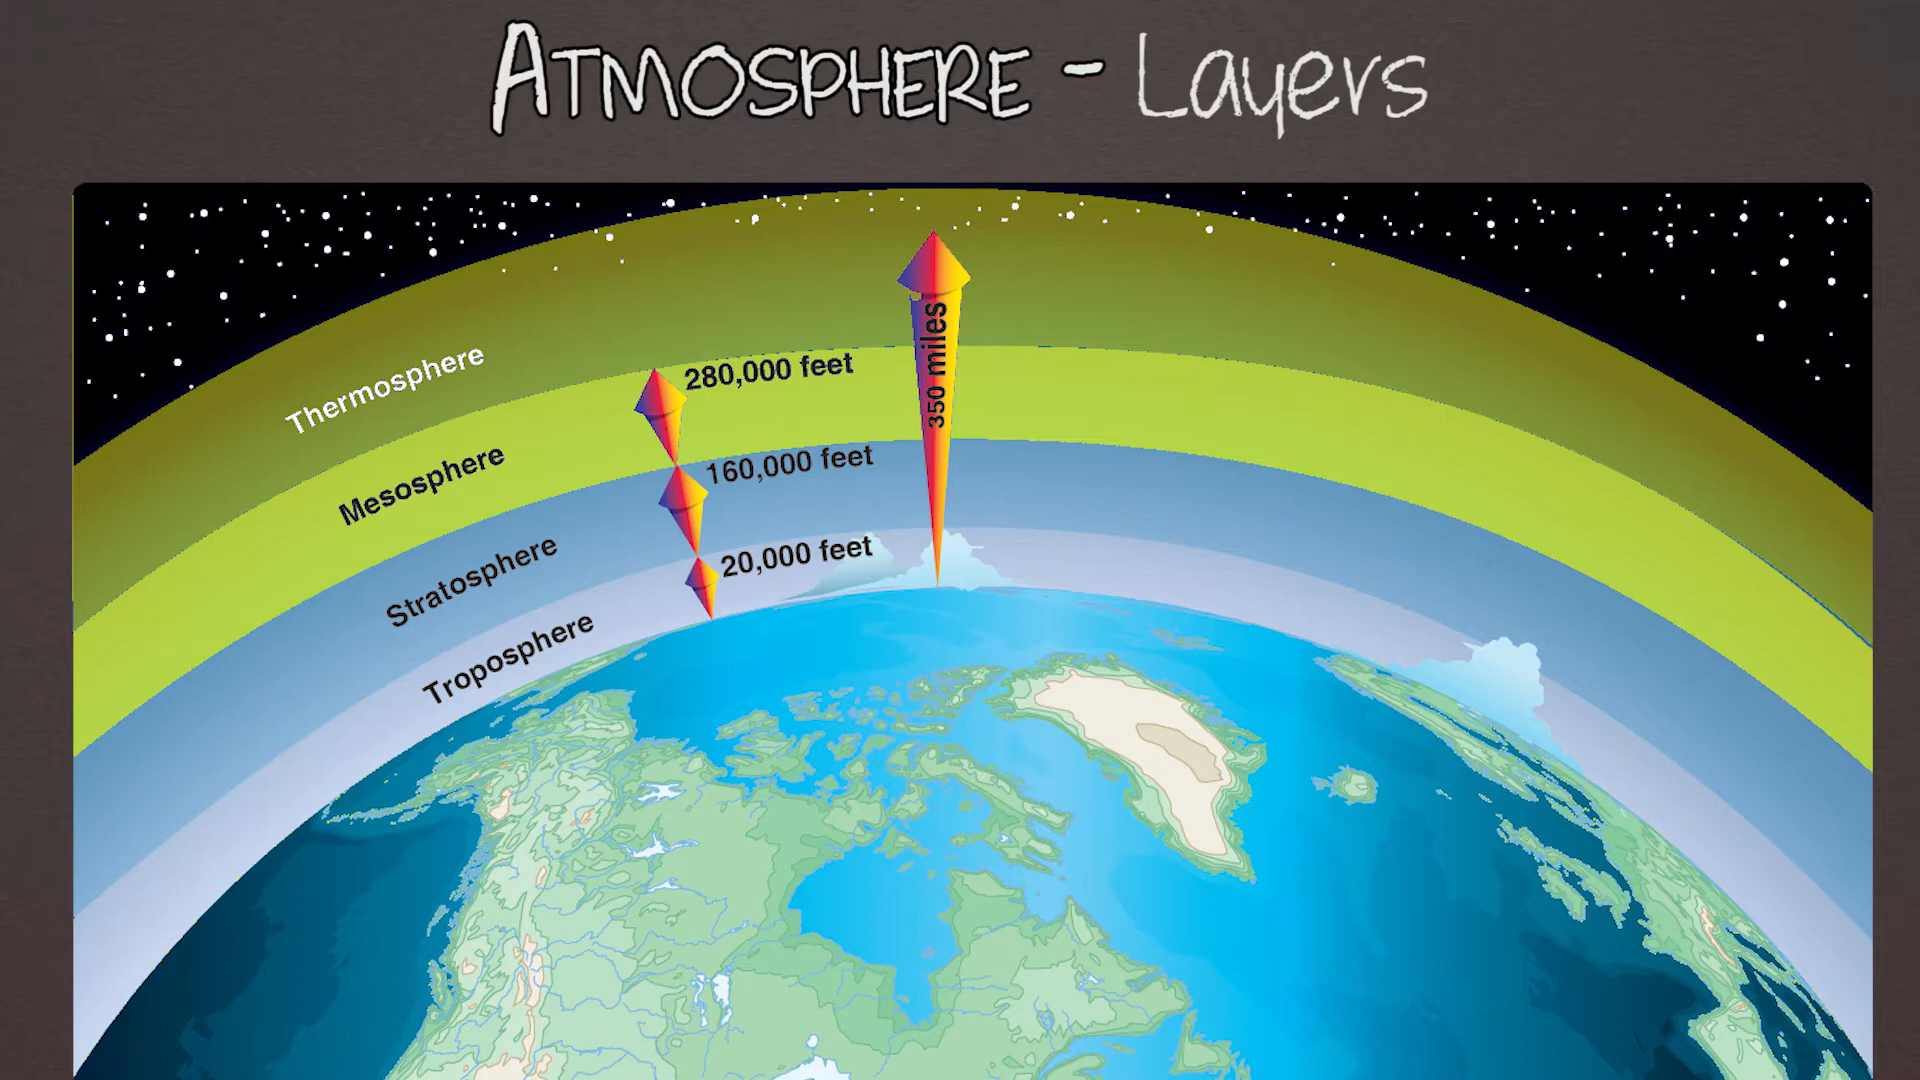 ATMOSPHERE - Layers
Thermosphere
280,000 feet
350 miles
Mesosphere
160,000 feet
Stratosphere
20,000 feet
Troposphere